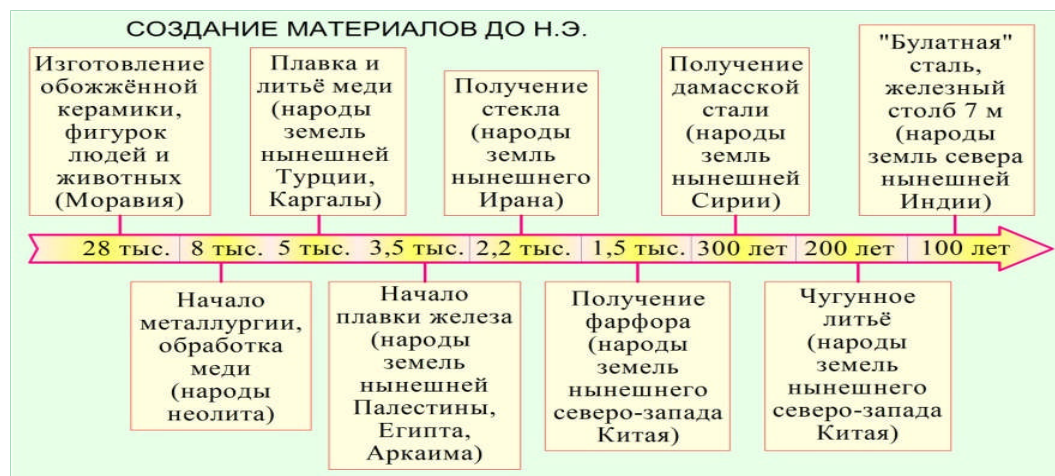 СОЗДАНИЕ МАТЕРИАЛОВ ДО Н.Э.
Изготовление
обожжённой
керамики,
фигурок
людей и
животных
(Моравия)
Плавка и
литьё меди
(народы
земель
нынешней
Турции,
Каргалы)
Получение
стекла
(народы
земль
нынешнего
Ирана)
Получение
дамасской
стали
(народы
земль
нынешней
Сирии)
"Булатная"
сталь,
железный
столб 7 м
(народы
земль севера
нынешней
Индии)
28 тыс. 8 тыс. 5 тыс. 3,5 тыс. 2,2 тыс. 1,5 тыс. 300 лет 200 лет 100 лет
Начало
металлургии,
обработка
меди
(народы
неолита)
Начало
плавки железа
(народы
земель
нынешней
Палестины,
Египта,
Аркаима)
Получение
фарфора
(народы
земель
нынешнего
северо-запада
Китая)
Чугунное
литьё
(народы
земель
нынешнего
северо-запада
Китая)